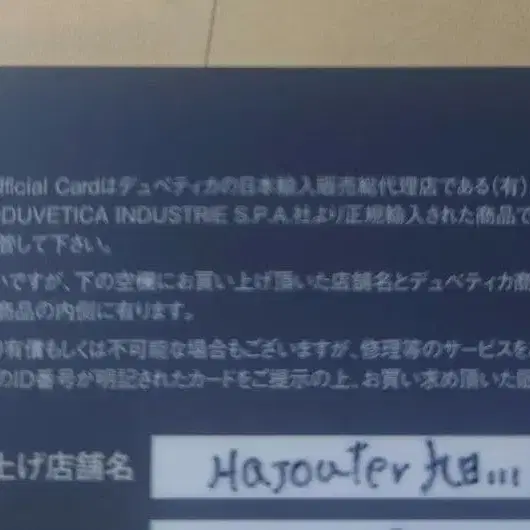 Official Cardはデュベティカの日本輸入販売総代理店である(有)
DUVETICA INDUSTRIE S.P.A.社より正規輸入された商品で
管して下さい。
いですが、下の空欄にお買い上げ頂いた店舗名とデュベティカ商
商品の内側に有ります。
有償もしくは不可能な場合もございますが、修理等のサービスを
のID番号が明記されたカードをご提示の上、お買い求め頂いた
上げ店舗名 HaJouter